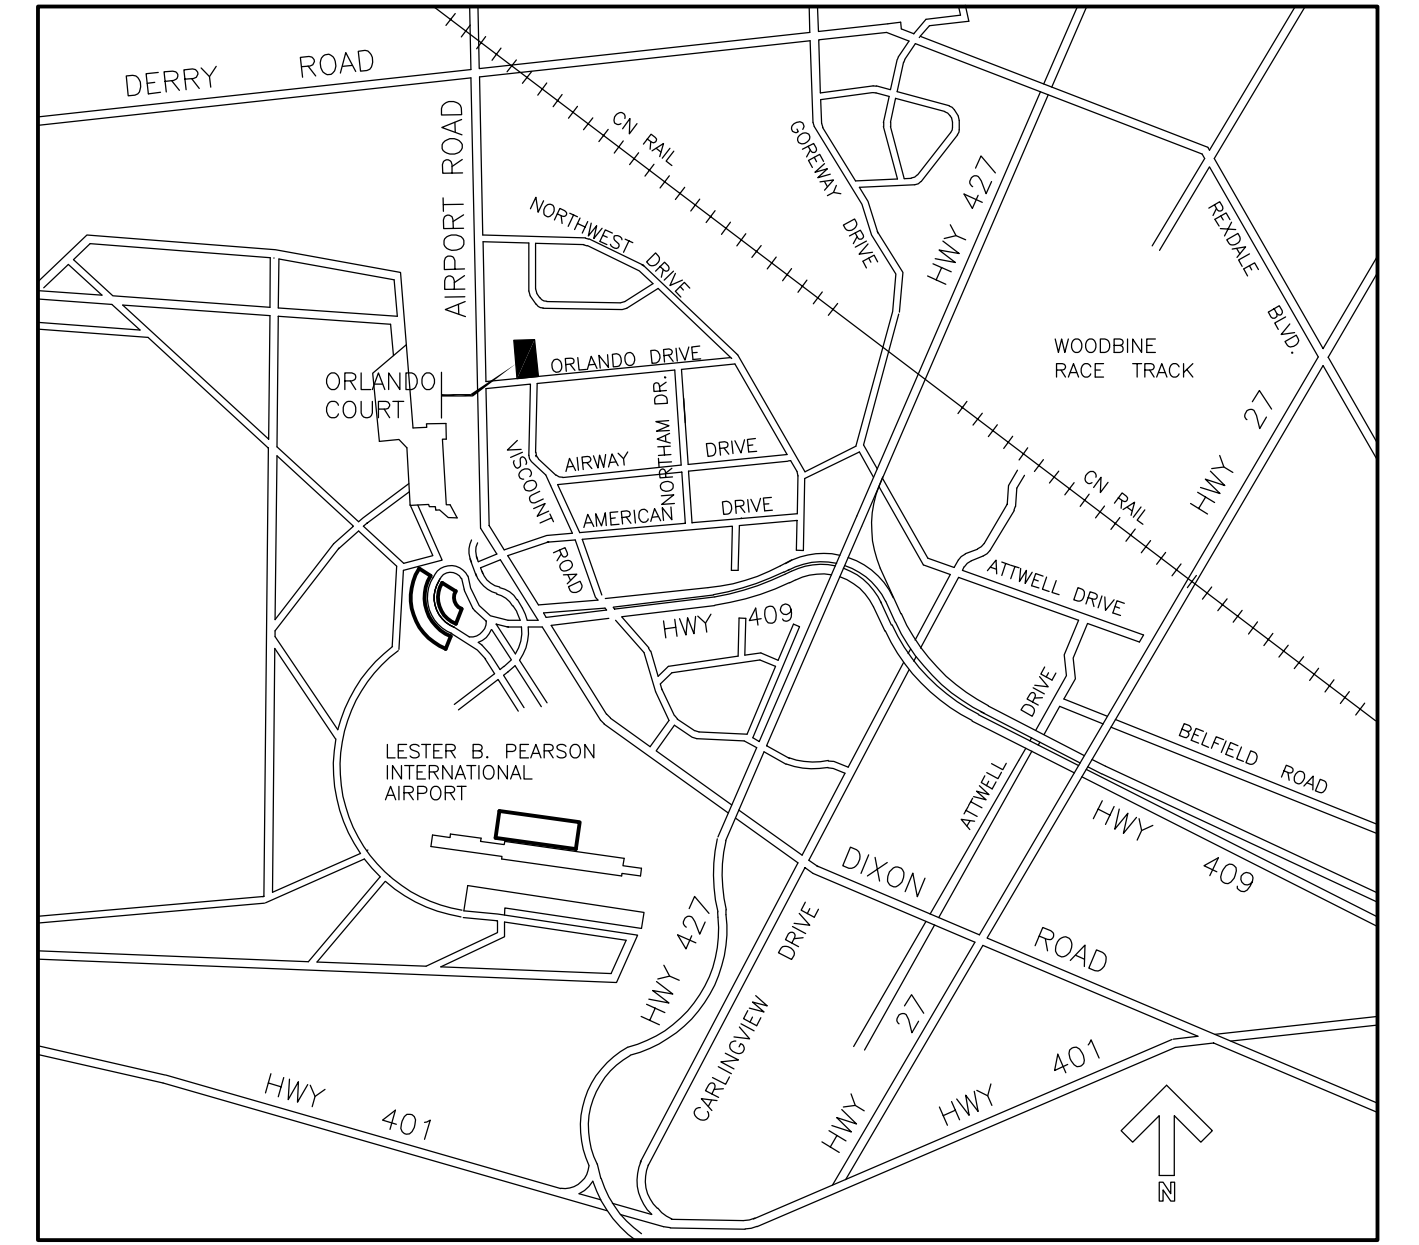 DERRY ROAD
AIRPORT ROAD
CN RAIL
GOREWAY DRIVE
HWY 427
REXDALE BLVD.
NORTHWEST DRIVE
WOODBINE
RACE TRACK
ORLANDO DRIVE
ORLANDO
COURT
NORTHAM DR.
HWY 27
VISCOUNT ROAD
AIRWAY DRIVE
AMERICAN DRIVE
CN RAIL
ATTWELL DRIVE
HWY 409
ATTWELL DRIVE
BELFIELD ROAD
LESTER B. PEARSON
INTERNATIONAL
AIRPORT
HWY 409
DIXON ROAD
HWY 427
CARLINGVIEW DRIVE
HWY 27
HWY 401
HWY 401
N